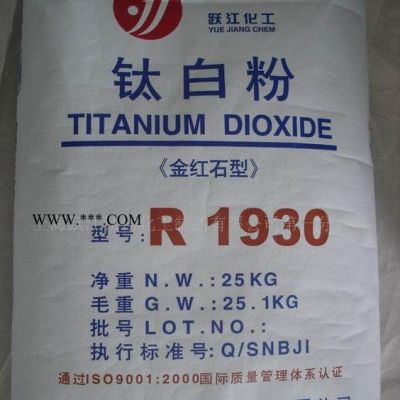 跃江化工
YUE JIANG CHEM
钛白粉
TITANIUM DIOXIDE
《金红石型》
WWW.***.COM
型号:R 1930
净重 N.W.:25KG
毛重 G.W.:25.1KG
批号 LOT.NO.:
执行标准号:Q/SNBJI
通过ISO9001:2000国际质量管理体系认证